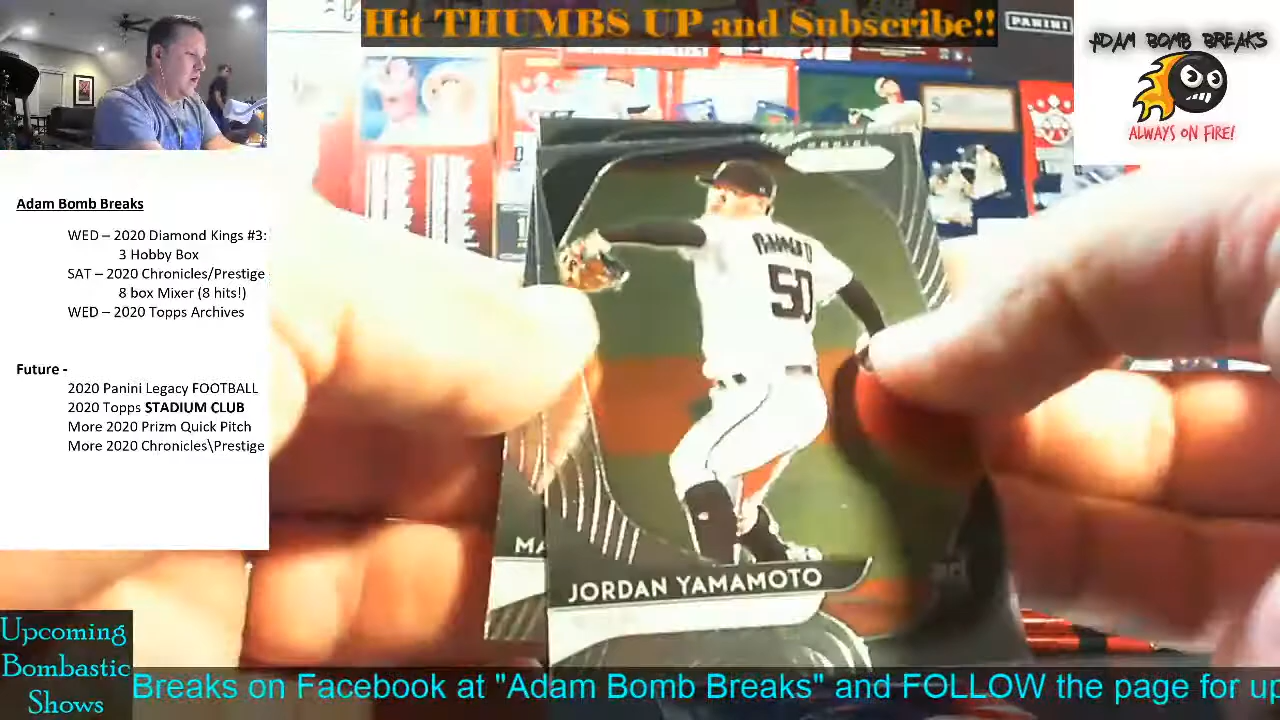 Hit THUMBS UP and Subscribe!!
PANINI
ADAM BOMB BREAKS
ALWAYS ON FIRE!
Adam Bomb Breaks
WED – 2020 Diamond Kings #3:
3 Hobby Box
SAT – 2020 Chronicles/Prestige
8 box Mixer (8 hits!)
WED – 2020 Topps Archives
Future -
2020 Panini Legacy FOOTBALL
2020 Topps STADIUM CLUB
More 2020 Prizm Quick Pitch
More 2020 Chronicles\Prestige
YAMAMOTO
50
MA
JORDAN YAMAMOTO
Upcoming
Bombastic
Shows
Breaks on Facebook at "Adam Bomb Breaks" and FOLLOW the page for up